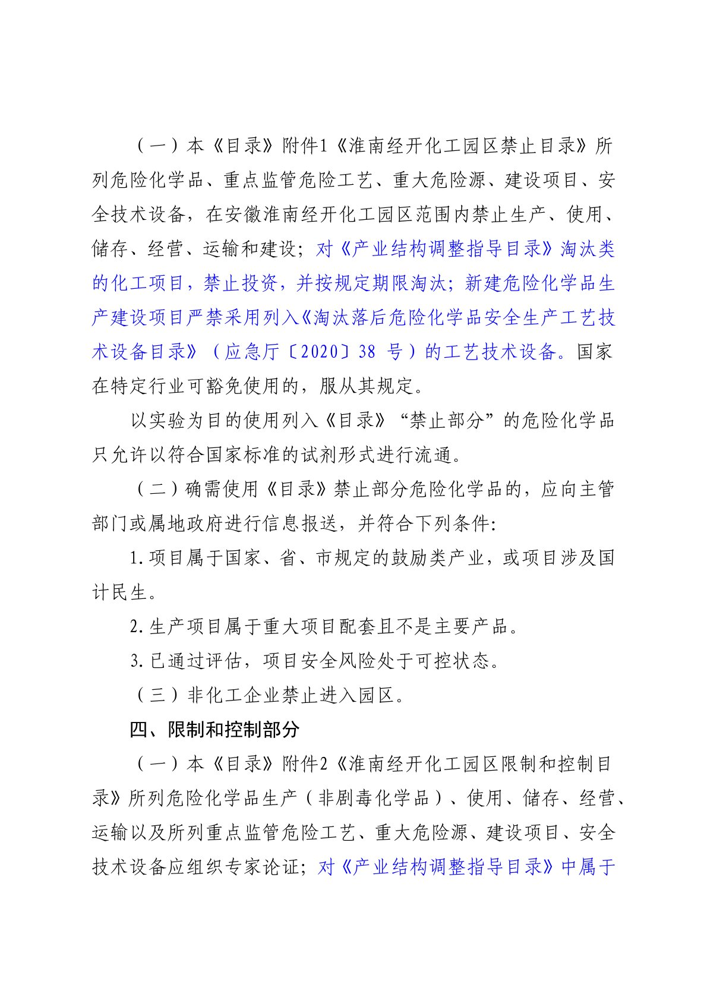 （一）本《目录》附件1《淮南经开化工园区禁止目录》所
列危险化学品、重点监管危险工艺、重大危险源、建设项目、安
全技术设备，在安徽淮南经开化工园区范围内禁止生产、使用、
储存、经营、运输和建设；对《产业结构调整指导目录》淘汰类
的化工项目，禁止投资，并按规定期限淘汰；新建危险化学品生
产建设项目严禁采用列入《淘汰落后危险化学品安全生产工艺技
术设备目录》（应急厅〔2020〕38 号）的工艺技术设备。国家
在特定行业可豁免使用的，服从其规定。
以实验为目的使用列入《目录》“禁止部分”的危险化学品
只允许以符合国家标准的试剂形式进行流通。
（二）确需使用《目录》禁止部分危险化学品的，应向主管
部门或属地政府进行信息报送，并符合下列条件：
1.项目属于国家、省、市规定的鼓励类产业，或项目涉及国
计民生。
2.生产项目属于重大项目配套且不是主要产品。
3.已通过评估，项目安全风险处于可控状态。
（三）非化工企业禁止进入园区。
四、限制和控制部分
（一）本《目录》附件2《淮南经开化工园区限制和控制目
录》所列危险化学品生产（非剧毒化学品）、使用、储存、经营、
运输以及所列重点监管危险工艺、重大危险源、建设项目、安全
技术设备应组织专家论证；对《产业结构调整指导目录》中属于